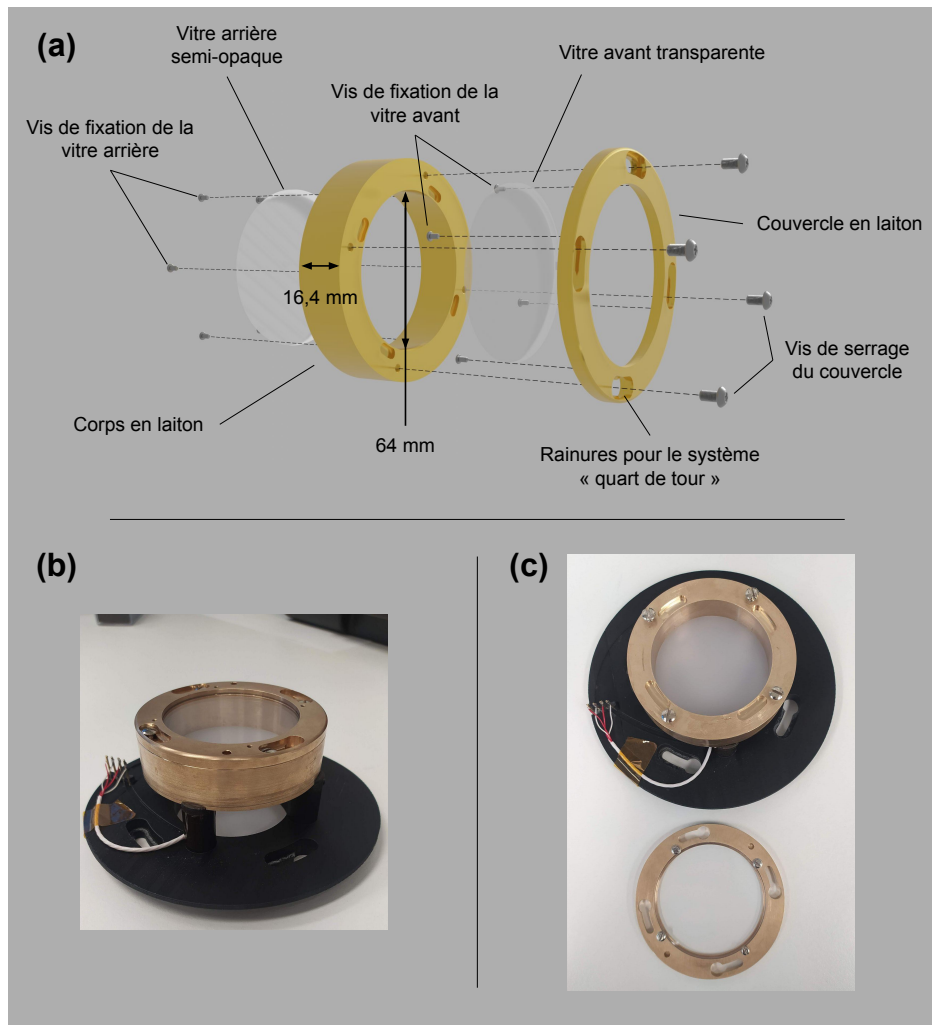 (a)
Vitre arrière
semi-opaque
Vitre avant transparente
Vis de fixation de la
vitre avant
Vis de fixation de la
vitre arrière
Couvercle en laiton
16,4 mm
Vis de serrage
du couvercle
Corps en laiton
64 mm
Rainures pour le système
« quart de tour »
(b)
(c)